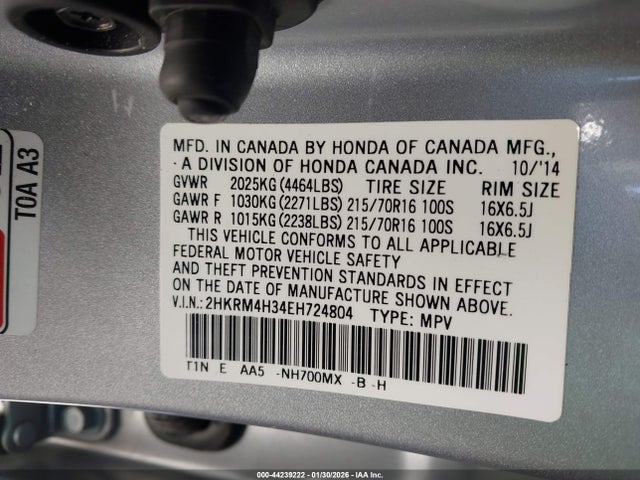 TOA A3
MFD. IN CANADA BY HONDA OF CANADA MFG.,
A DIVISION OF HONDA CANADA INC. 10/'14
GVWR 2025KG (4464LBS) TIRE SIZE RIM SIZE
GAWR F 1030KG (2271LBS) 215/70R16 100S 16X6.5J
GAWR R 1015KG (2238LBS) 215/70R16 100S 16X6.5J
THIS VEHICLE CONFORMS TO ALL APPLICABLE
FEDERAL MOTOR VEHICLE SAFETY
AND THEFT PREVENTION STANDARDS IN EFFECT
ON THE DATE OF MANUFACTURE SHOWN ABOVE.
V.I.N.: 2HKRM4H34EH724804 TYPE: MPV
T1N E AA5 -NH700MX -B -H
000-44239222 - 01/30/2026 - IAA Inc.